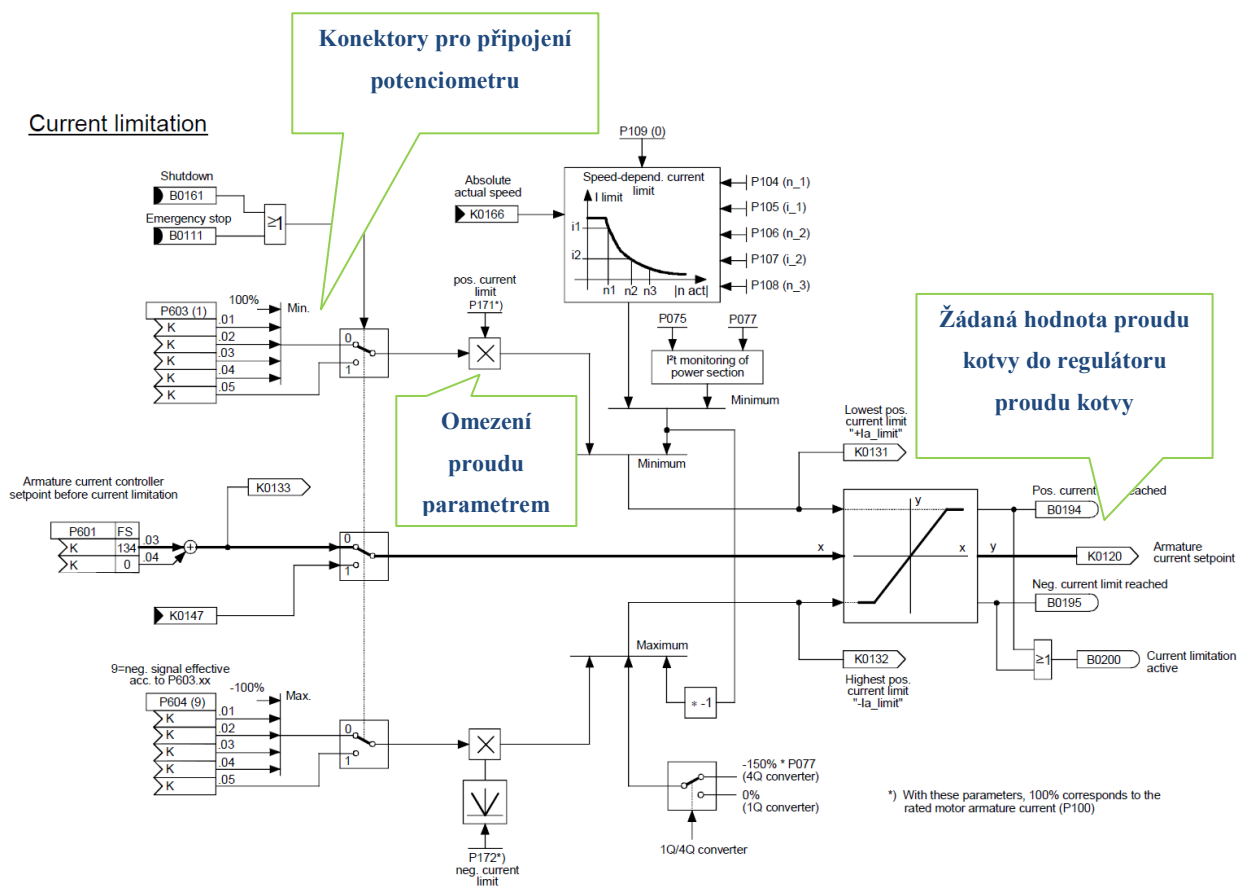 Konektory pro připojení
potenciometru
Current limitation
P109 (0)
Shutdown
B0161
Emergency stop
B0111
≥1
Absolute
actual speed
K0166
Speed-depend. current
limit
I limit
i1
i2
n1 n2 n3 |n act|
P104 (n_1)
P105 (i_1)
P106 (n_2)
P107 (i_2)
P108 (n_3)
P603 (1)
100%
Min.
K .01
K .02
K .03
K .04
K .05
0
1
pos. current
limit
P171*)
P075 P077
I²t monitoring of
power section
Minimum
Minimum
Omezení
proudu
parametrem
Žádaná hodnota proudu
kotvy do regulátoru
proudu kotvy
Lowest pos.
current limit
"+Ia_limit"
K0131
Armature current controller
setpoint before current limitation
K0133
P601 FS
K 134 .03
K 0 .04
+
0
1
K0147
x
y
x
y
Pos. current
reached
B0194
K0120
Armature
current setpoint
Neg. current limit reached
B0195
≥1
B0200
Current limitation
active
K0132
Highest pos.
current limit
"-Ia_limit"
Maximum
* -1
9=neg. signal effective
acc. to P603.xx
P604 (9)
-100%
Max.
K .01
K .02
K .03
K .04
K .05
0
1
P172*)
neg. current
limit
-150% * P077
(4Q converter)
0%
(1Q converter)
1Q/4Q converter
*) With these parameters, 100% corresponds to the
rated motor armature current (P100)